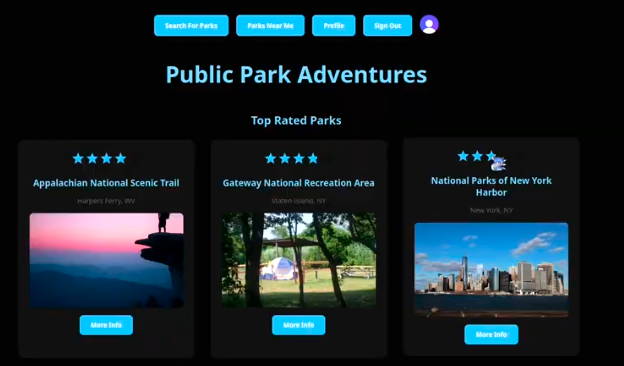 Search For Parks
Parks Near Me
Profile
Sign Out
Public Park Adventures
Top Rated Parks
Appalachian National Scenic Trail
Harpers Ferry, WV
More Info
Gateway National Recreation Area
Staten Island, NY
More Info
National Parks of New York
Harbor
New York, NY
More Info